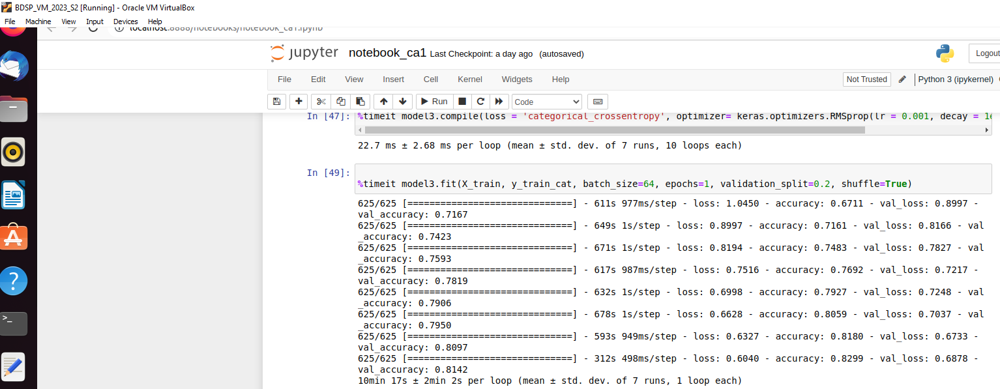 BDSP_VM_2023_S2 [Running] - Oracle VM VirtualBox
File Machine View Input Devices Help
localhost:8888/notebooks/notebook_ca1.ipynb
jupyter notebook_ca1 Last Checkpoint: a day ago (autosaved)
Logout
File Edit View Insert Cell Kernel Widgets Help
Not Trusted Python 3 (ipykernel)
Run Code
In [47]: %timeit model3.compile(loss = 'categorical_crossentropy', optimizer= keras.optimizers.RMSprop(lr = 0.001, decay = 1e
22.7 ms ± 2.68 ms per loop (mean ± std. dev. of 7 runs, 10 loops each)
In [49]:
%timeit model3.fit(X_train, y_train_cat, batch_size=64, epochs=1, validation_split=0.2, shuffle=True)
625/625 [==============================] - 611s 977ms/step - loss: 1.0450 - accuracy: 0.6711 - val_loss: 0.8997 -
val_accuracy: 0.7167
625/625 [==============================] - 649s 1s/step - loss: 0.8997 - accuracy: 0.7161 - val_loss: 0.8166 - val
_accuracy: 0.7423
625/625 [==============================] - 671s 1s/step - loss: 0.8194 - accuracy: 0.7483 - val_loss: 0.7827 - val
_accuracy: 0.7593
625/625 [==============================] - 617s 987ms/step - loss: 0.7516 - accuracy: 0.7692 - val_loss: 0.7217 -
val_accuracy: 0.7819
625/625 [==============================] - 632s 1s/step - loss: 0.6998 - accuracy: 0.7927 - val_loss: 0.7248 - val
_accuracy: 0.7906
625/625 [==============================] - 678s 1s/step - loss: 0.6628 - accuracy: 0.8059 - val_loss: 0.7037 - val
_accuracy: 0.7950
625/625 [==============================] - 593s 949ms/step - loss: 0.6327 - accuracy: 0.8180 - val_loss: 0.6733 -
val_accuracy: 0.8097
625/625 [==============================] - 312s 498ms/step - loss: 0.6040 - accuracy: 0.8299 - val_loss: 0.6878 -
val_accuracy: 0.8142
10min 17s ± 2min 2s per loop (mean ± std. dev. of 7 runs, 1 loop each)